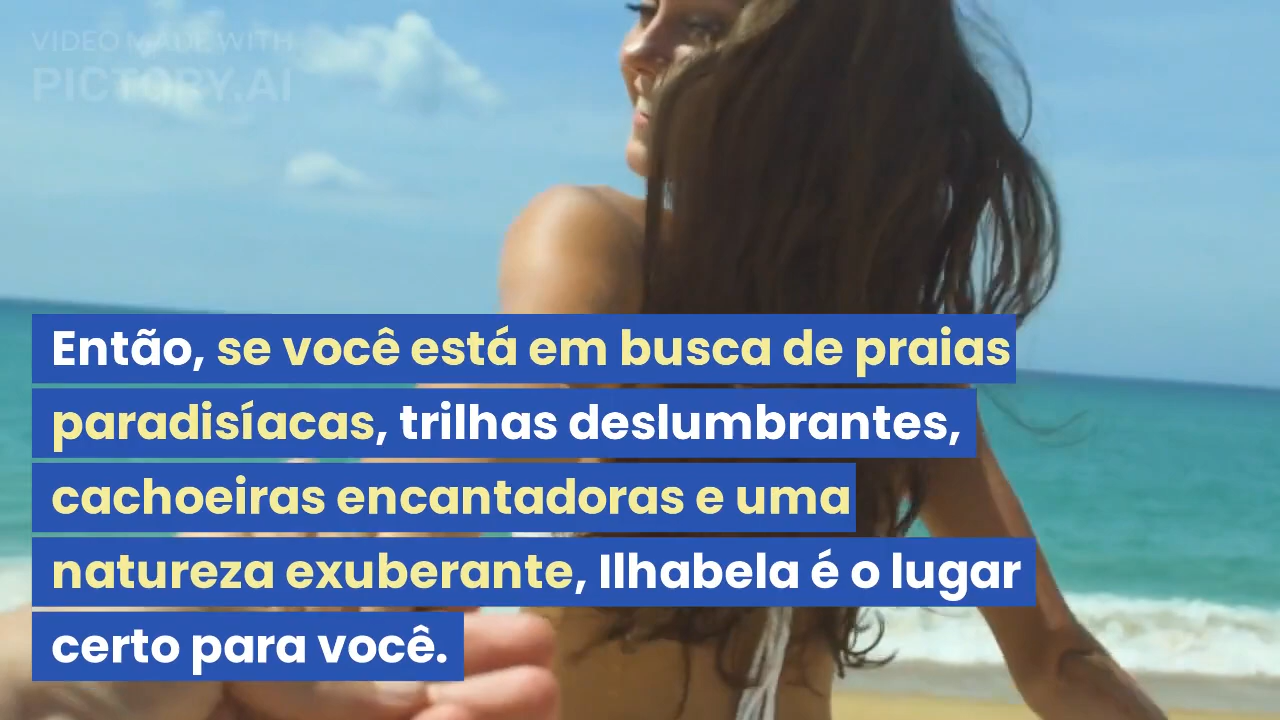 VIDEO MADE WITH
PICTORY.AI
Então, se você está em busca de praias
paradisíacas, trilhas deslumbrantes,
cachoeiras encantadoras e uma
natureza exuberante, Ilhabela é o lugar
certo para você.